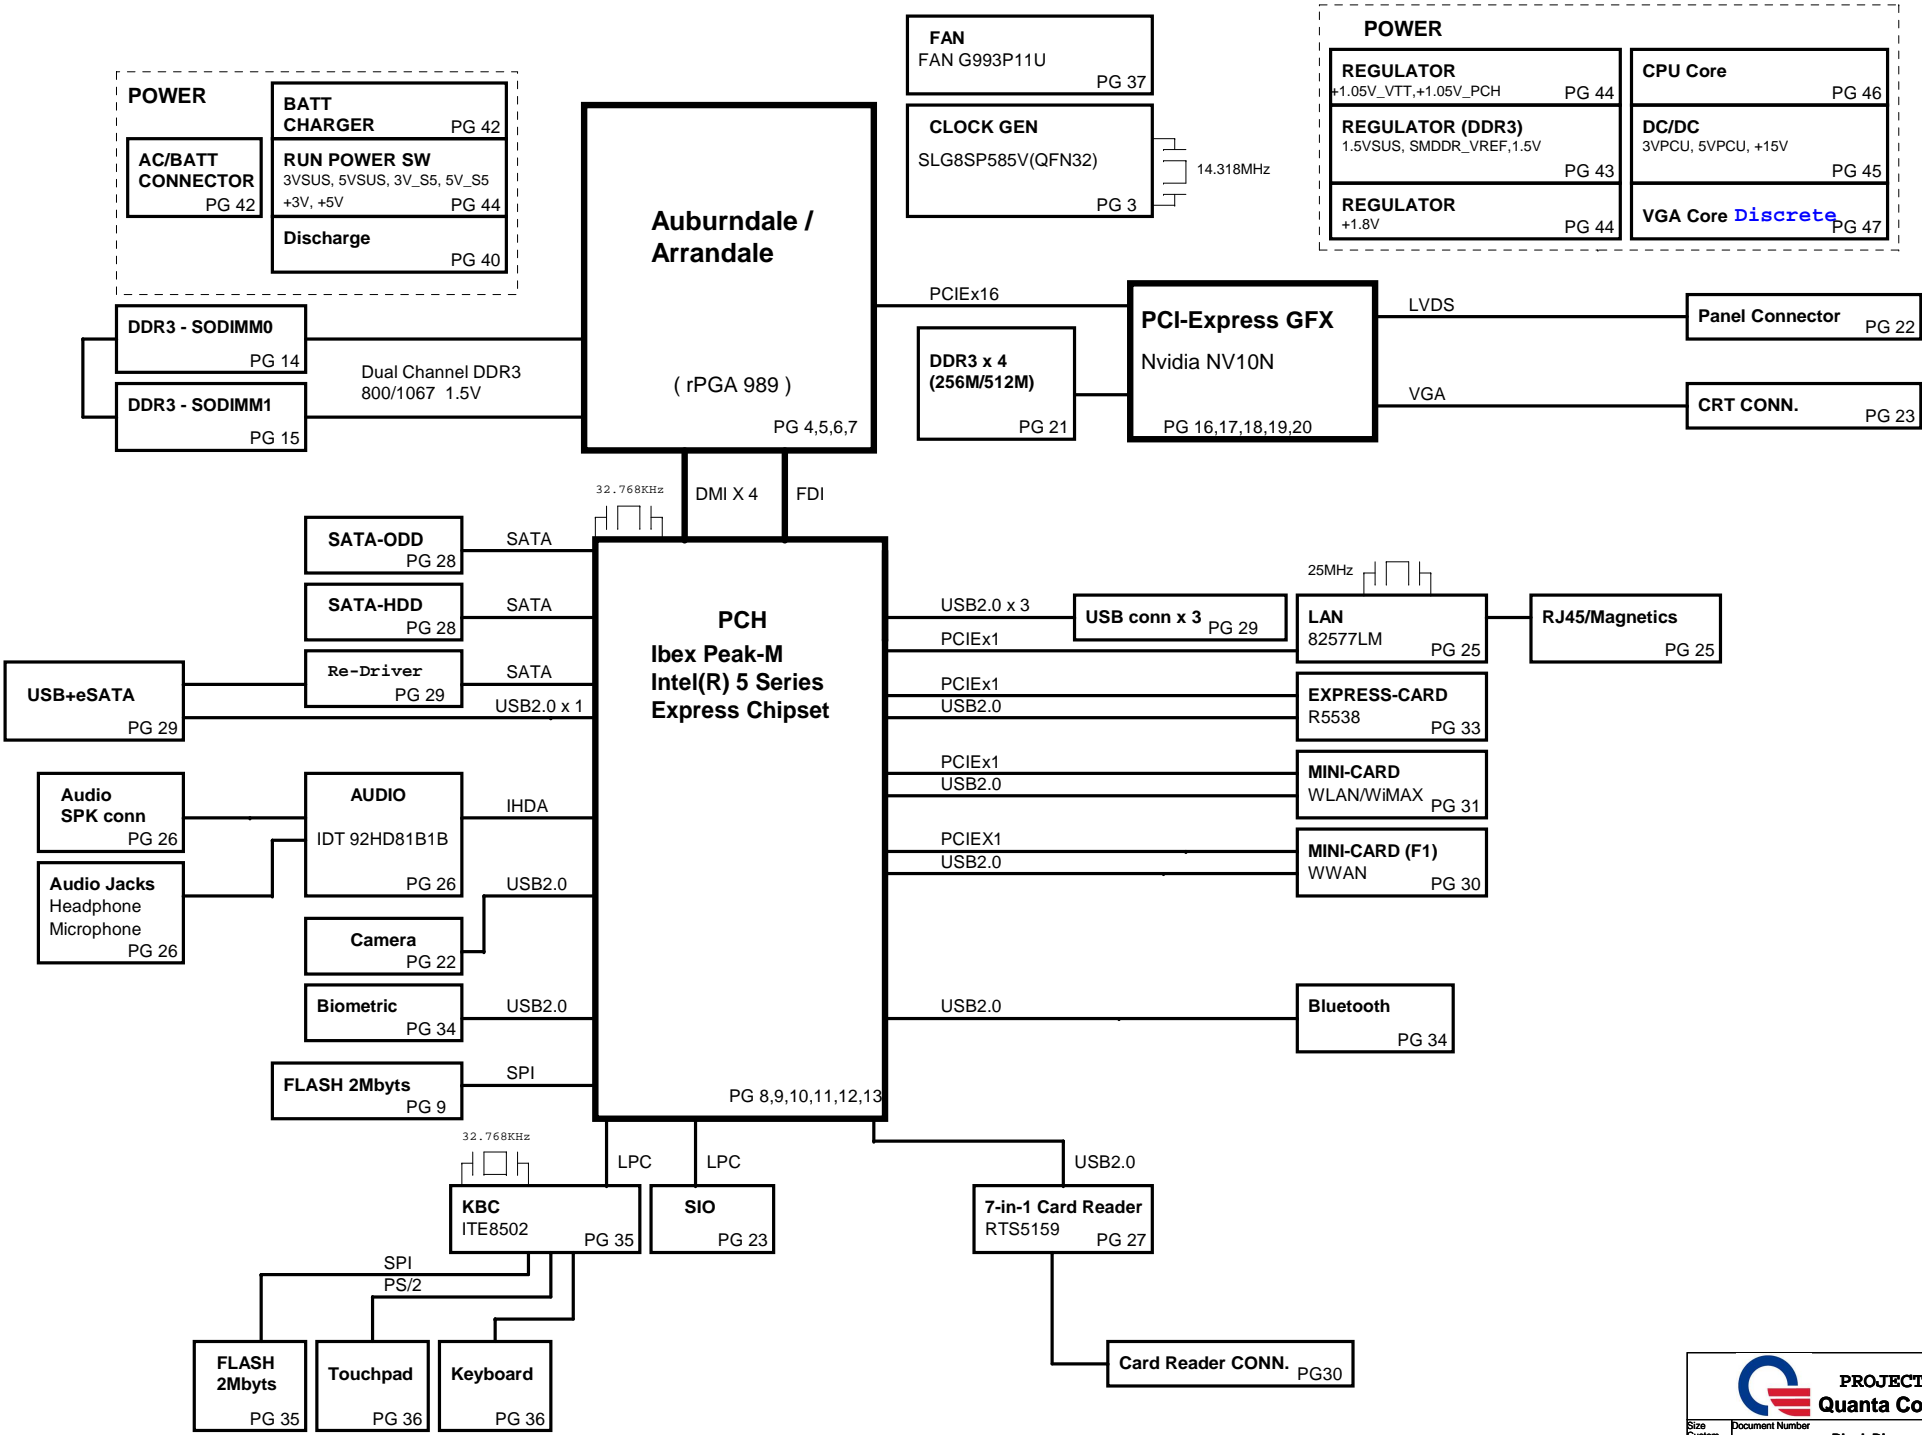 POWER
BATT
CHARGER
PG 42
AC/BATT
CONNECTOR
PG 42
RUN POWER SW
3VSUS, 5VSUS, 3V_S5, 5V_S5
+3V, +5V
PG 44
Discharge
PG 40
FAN
FAN G993P11U
PG 37
CLOCK GEN
SLG8SP585V(QFN32)
PG 3
14.318MHz
POWER
REGULATOR
+1.05V_VTT,+1.05V_PCH
PG 44
REGULATOR (DDR3)
1.5VSUS, SMDDR_VREF,1.5V
PG 43
REGULATOR
+1.8V
PG 44
CPU Core
PG 46
DC/DC
3VPCU, 5VPCU, +15V
PG 45
VGA Core Discrete
PG 47
Auburndale /
Arrandale
( rPGA 989 )
PG 4,5,6,7
DDR3 - SODIMM0
PG 14
DDR3 - SODIMM1
PG 15
Dual Channel DDR3
800/1067 1.5V
PCIEx16
DDR3 x 4
(256M/512M)
PG 21
PCI-Express GFX
Nvidia NV10N
PG 16,17,18,19,20
LVDS
Panel Connector
PG 22
VGA
CRT CONN.
PG 23
32.768KHz
DMI X 4
FDI
SATA-ODD
PG 28
SATA
SATA-HDD
PG 28
SATA
Re-Driver
PG 29
SATA
USB+eSATA
PG 29
USB2.0 x 1
PCH
Ibex Peak-M
Intel(R) 5 Series
Express Chipset
PG 8,9,10,11,12,13
USB2.0 x 3
USB conn x 3
PG 29
PCIEx1
25MHz
LAN
82577LM
PG 25
RJ45/Magnetics
PG 25
PCIEx1
USB2.0
EXPRESS-CARD
R5538
PG 33
PCIEx1
USB2.0
MINI-CARD
WLAN/WiMAX
PG 31
PCIEX1
USB2.0
MINI-CARD (F1)
WWAN
PG 30
Audio
SPK conn
PG 26
AUDIO
IDT 92HD81B1B
PG 26
IHDA
Audio Jacks
Headphone
Microphone
PG 26
USB2.0
Camera
PG 22
Biometric
PG 34
USB2.0
USB2.0
Bluetooth
PG 34
FLASH 2Mbyts
PG 9
SPI
32.768KHz
LPC
LPC
USB2.0
KBC
ITE8502
PG 35
SIO
PG 23
7-in-1 Card Reader
RTS5159
PG 27
SPI
PS/2
FLASH
2Mbyts
PG 35
Touchpad
PG 36
Keyboard
PG 36
Card Reader CONN.
PG30
PROJECT
Quanta Co
Size
Document Number